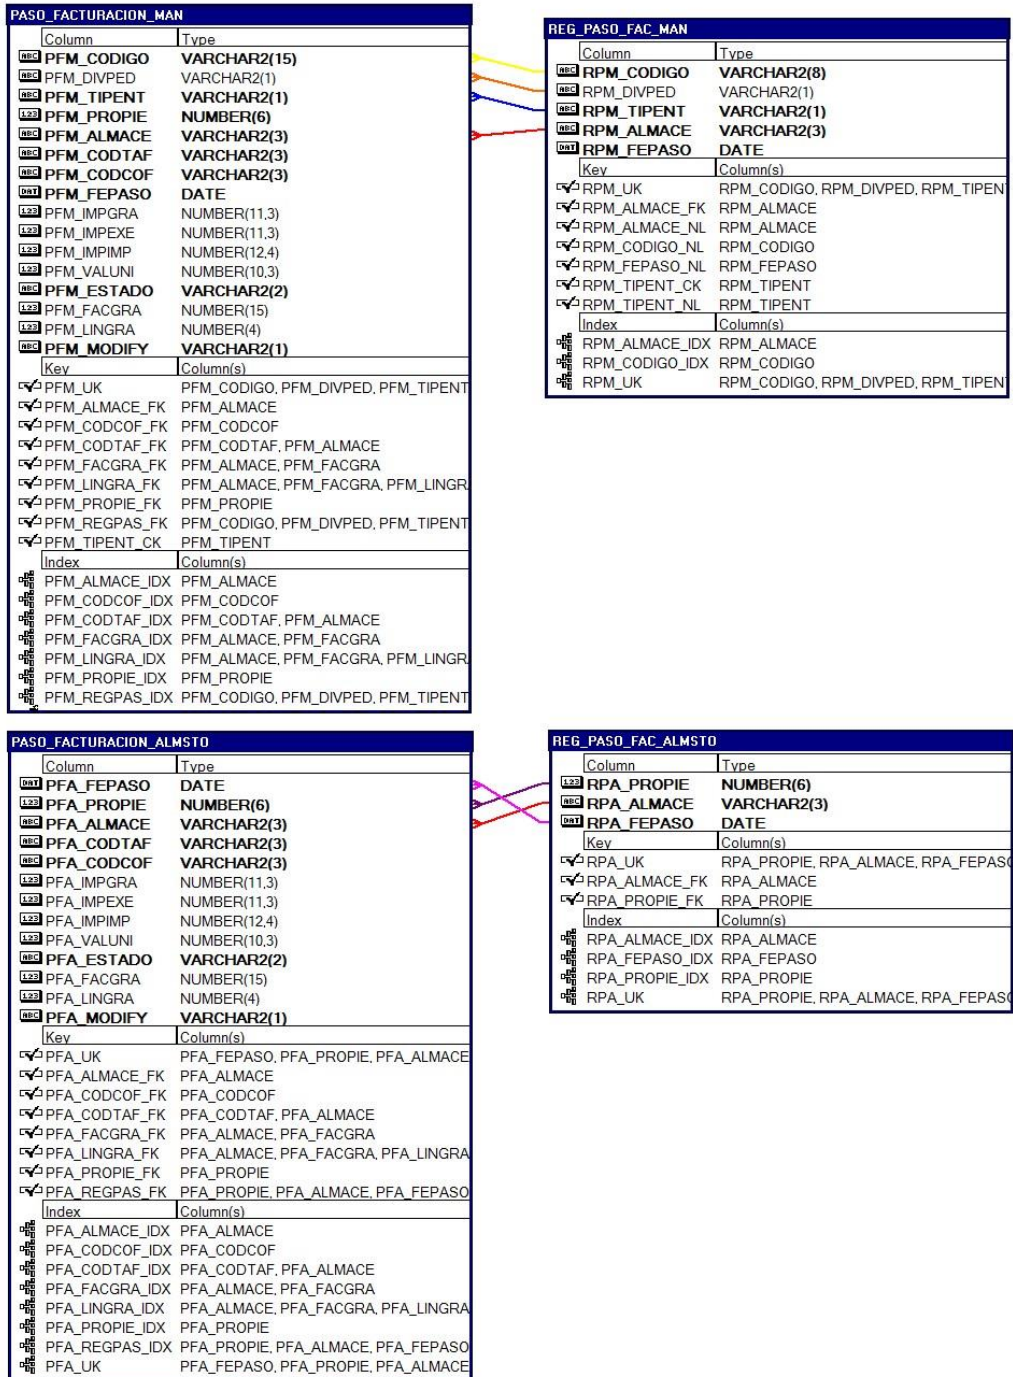 PASO_FACTURACION_MAN
Column Type
PFM_CODIGO VARCHAR2(15)
PFM_DIVPED VARCHAR2(1)
PFM_TIPENT VARCHAR2(1)
PFM_PROPIE NUMBER(6)
PFM_ALMACE VARCHAR2(3)
PFM_CODTAF VARCHAR2(3)
PFM_CODCOF VARCHAR2(3)
PFM_FEPASO DATE
PFM_IMPGRA NUMBER(11,3)
PFM_IMPEXE NUMBER(11,3)
PFM_IMPIMP NUMBER(12,4)
PFM_VALUNI NUMBER(10,3)
PFM_ESTADO VARCHAR2(2)
PFM_FACGRA NUMBER(15)
PFM_LINGRA NUMBER(4)
PFM_MODIFY VARCHAR2(1)
Key Column(s)
PFM_UK PFM_CODIGO, PFM_DIVPED, PFM_TIPENT
PFM_ALMACE_FK PFM_ALMACE
PFM_CODCOF_FK PFM_CODCOF
PFM_CODTAF_FK PFM_CODTAF, PFM_ALMACE
PFM_FACGRA_FK PFM_ALMACE, PFM_FACGRA
PFM_LINGRA_FK PFM_ALMACE, PFM_FACGRA, PFM_LINGR
PFM_PROPIE_FK PFM_PROPIE
PFM_REGPAS_FK PFM_CODIGO, PFM_DIVPED, PFM_TIPENT
PFM_TIPENT_CK PFM_TIPENT
Index Column(s)
PFM_ALMACE_IDX PFM_ALMACE
PFM_CODCOF_IDX PFM_CODCOF
PFM_CODTAF_IDX PFM_CODTAF, PFM_ALMACE
PFM_FACGRA_IDX PFM_ALMACE, PFM_FACGRA
PFM_LINGRA_IDX PFM_ALMACE, PFM_FACGRA, PFM_LINGR
PFM_PROPIE_IDX PFM_PROPIE
PFM_REGPAS_IDX PFM_CODIGO, PFM_DIVPED, PFM_TIPENT
REG_PASO_FAC_MAN
Column Type
RPM_CODIGO VARCHAR2(8)
RPM_DIVPED VARCHAR2(1)
RPM_TIPENT VARCHAR2(1)
RPM_ALMACE VARCHAR2(3)
RPM_FEPASO DATE
Key Column(s)
RPM_UK RPM_CODIGO, RPM_DIVPED, RPM_TIPEN
RPM_ALMACE_FK RPM_ALMACE
RPM_ALMACE_NL RPM_ALMACE
RPM_CODIGO_NL RPM_CODIGO
RPM_FEPASO_NL RPM_FEPASO
RPM_TIPENT_CK RPM_TIPENT
RPM_TIPENT_NL RPM_TIPENT
Index Column(s)
RPM_ALMACE_IDX RPM_ALMACE
RPM_CODIGO_IDX RPM_CODIGO
RPM_UK RPM_CODIGO, RPM_DIVPED, RPM_TIPEN
PASO_FACTURACION_ALMSTO
Column Type
PFA_FEPASO DATE
PFA_PROPIE NUMBER(6)
PFA_ALMACE VARCHAR2(3)
PFA_CODTAF VARCHAR2(3)
PFA_CODCOF VARCHAR2(3)
PFA_IMPGRA NUMBER(11,3)
PFA_IMPEXE NUMBER(11,3)
PFA_IMPIMP NUMBER(12,4)
PFA_VALUNI NUMBER(10,3)
PFA_ESTADO VARCHAR2(2)
PFA_FACGRA NUMBER(15)
PFA_LINGRA NUMBER(4)
PFA_MODIFY VARCHAR2(1)
Key Column(s)
PFA_UK PFA_FEPASO, PFA_PROPIE, PFA_ALMACE
PFA_ALMACE_FK PFA_ALMACE
PFA_CODCOF_FK PFA_CODCOF
PFA_CODTAF_FK PFA_CODTAF, PFA_ALMACE
PFA_FACGRA_FK PFA_ALMACE, PFA_FACGRA
PFA_LINGRA_FK PFA_ALMACE, PFA_FACGRA, PFA_LINGRA
PFA_PROPIE_FK PFA_PROPIE
PFA_REGPAS_FK PFA_PROPIE, PFA_ALMACE, PFA_FEPASO
Index Column(s)
PFA_ALMACE_IDX PFA_ALMACE
PFA_CODCOF_IDX PFA_CODCOF
PFA_CODTAF_IDX PFA_CODTAF, PFA_ALMACE
PFA_FACGRA_IDX PFA_ALMACE, PFA_FACGRA
PFA_LINGRA_IDX PFA_ALMACE, PFA_FACGRA, PFA_LINGRA
PFA_PROPIE_IDX PFA_PROPIE
PFA_REGPAS_IDX PFA_PROPIE, PFA_ALMACE, PFA_FEPASO
PFA_UK PFA_FEPASO, PFA_PROPIE, PFA_ALMACE
REG_PASO_FAC_ALMSTO
Column Type
RPA_PROPIE NUMBER(6)
RPA_ALMACE VARCHAR2(3)
RPA_FEPASO DATE
Key Column(s)
RPA_UK RPA_PROPIE, RPA_ALMACE, RPA_FEPASO
RPA_ALMACE_FK RPA_ALMACE
RPA_PROPIE_FK RPA_PROPIE
Index Column(s)
RPA_ALMACE_IDX RPA_ALMACE
RPA_FEPASO_IDX RPA_FEPASO
RPA_PROPIE_IDX RPA_PROPIE
RPA_UK RPA_PROPIE, RPA_ALMACE, RPA_FEPASO